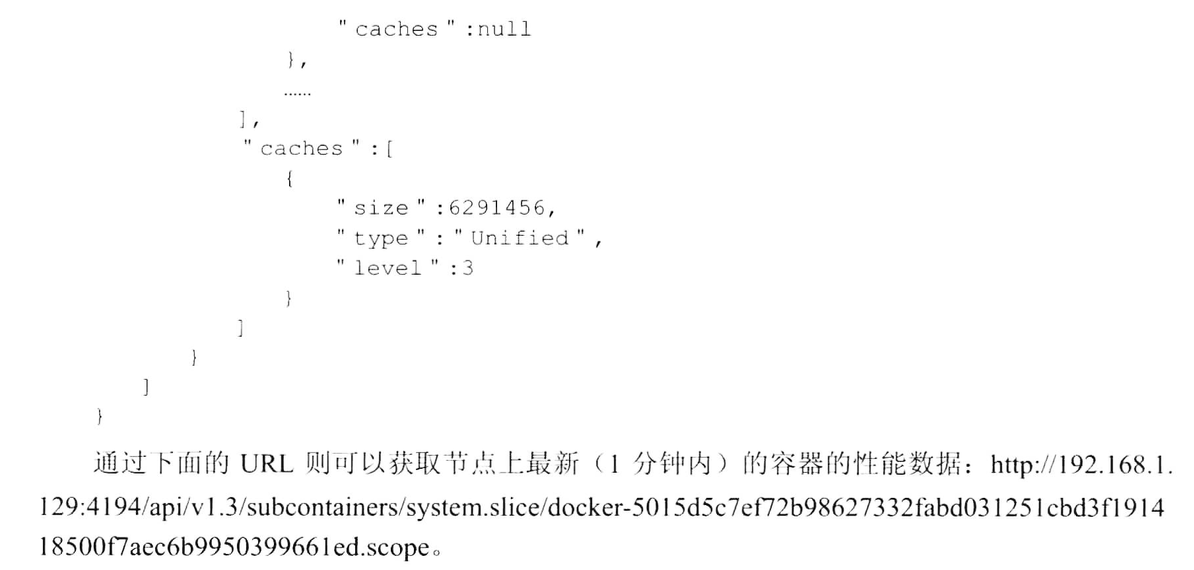 "caches":null
},
......
],
"caches":[
{
"size":6291456,
"type":"Unified",
"level":3
}
]
}
]
}
通过下面的 URL 则可以获取节点上最新（1 分钟内）的容器的性能数据：http://192.168.1.
129:4194/api/v1.3/subcontainers/system.slice/docker-5015d5c7ef72b98627332fabd031251cbd3f1914
18500f7aec6b9950399661ed.scope。